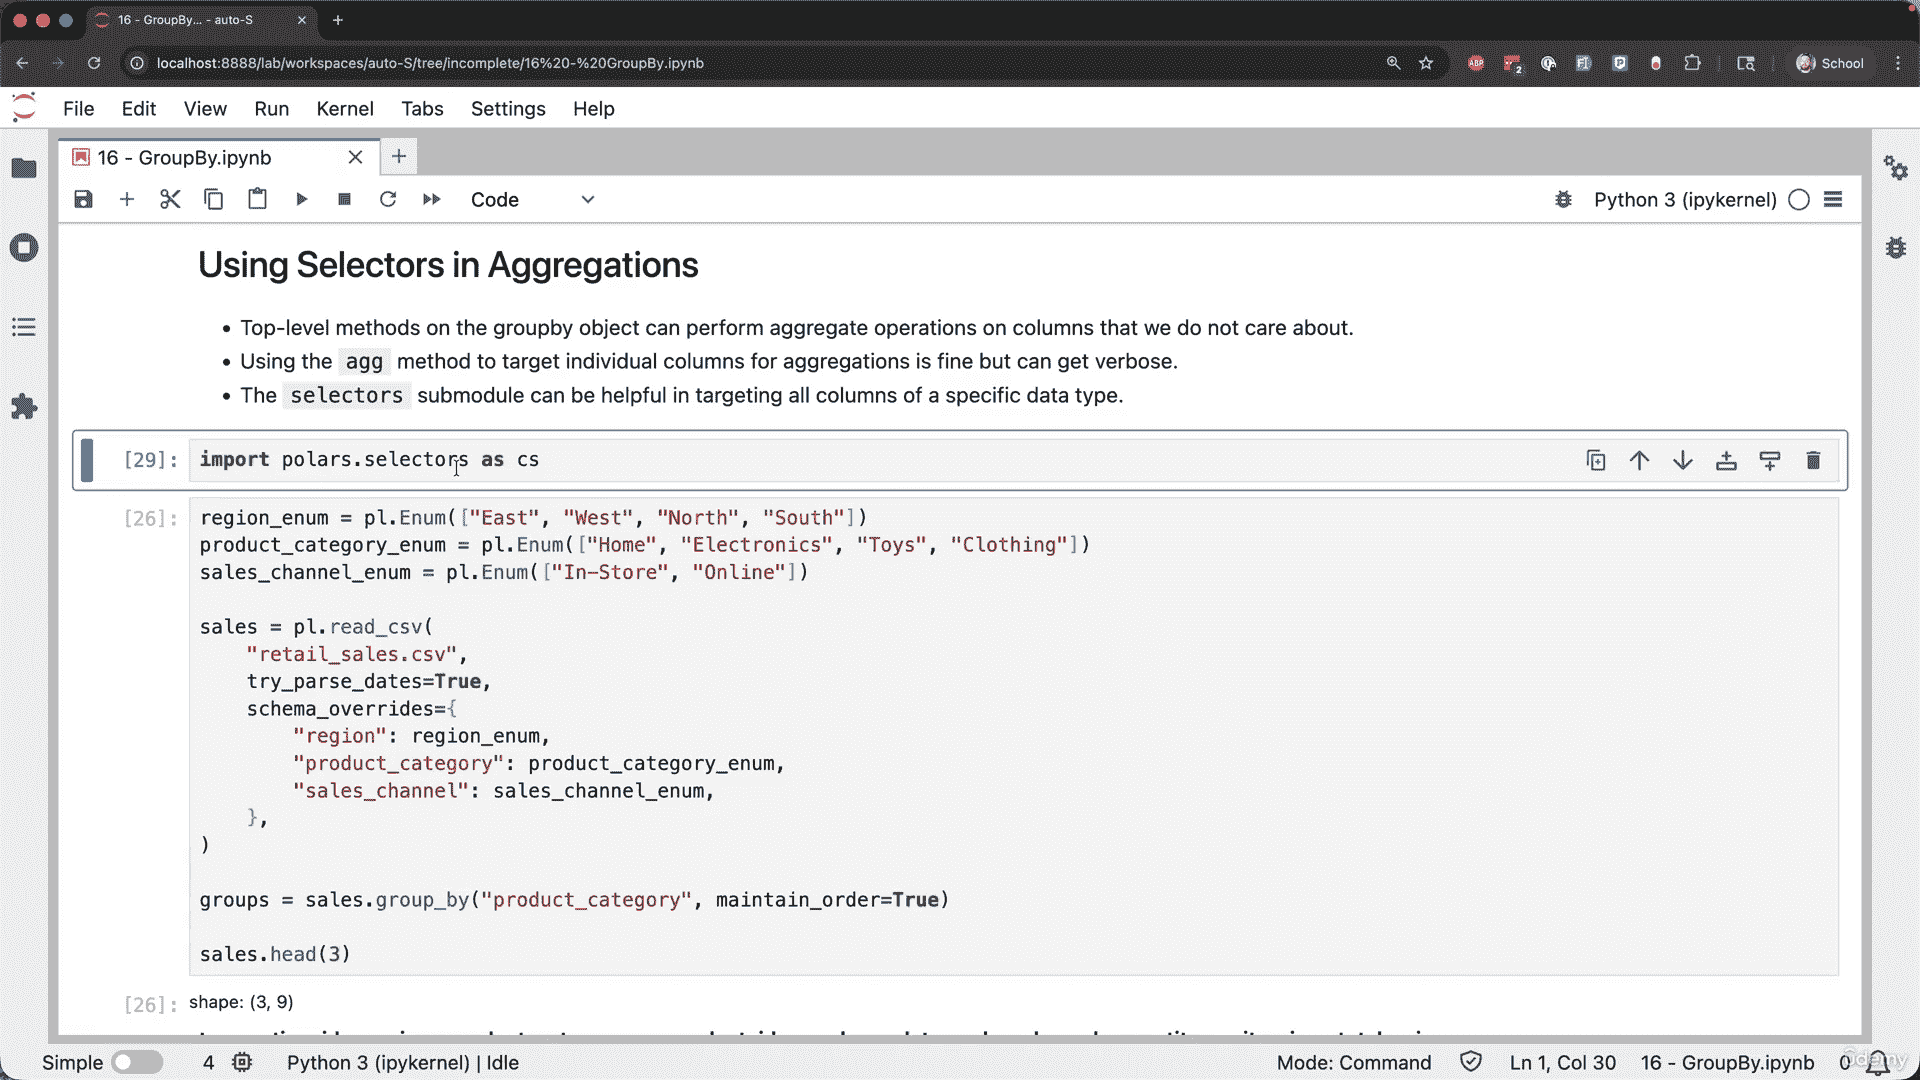 16 - GroupBy... - auto-S
localhost:8888/lab/workspaces/auto-S/tree/incomplete/16%20-%20GroupBy.ipynb
ABP
2
School
File Edit View Run Kernel Tabs Settings Help
16 - GroupBy.ipynb
Code
Python 3 (ipykernel)
Using Selectors in Aggregations
• Top-level methods on the groupby object can perform aggregate operations on columns that we do not care about.
• Using the agg method to target individual columns for aggregations is fine but can get verbose.
• The selectors submodule can be helpful in targeting all columns of a specific data type.
[29]: import polars.selectors as cs
[26]: region_enum = pl.Enum(["East", "West", "North", "South"])
product_category_enum = pl.Enum(["Home", "Electronics", "Toys", "Clothing"])
sales_channel_enum = pl.Enum(["In-Store", "Online"])
sales = pl.read_csv(
"retail_sales.csv",
try_parse_dates=True,
schema_overrides={
"region": region_enum,
"product_category": product_category_enum,
"sales_channel": sales_channel_enum,
},
)
groups = sales.group_by("product_category", maintain_order=True)
sales.head(3)
[26]: shape: (3, 9)
Simple 4 Python 3 (ipykernel) | Idle Mode: Command Ln 1, Col 30 16 - GroupBy.ipynb 0
udemy